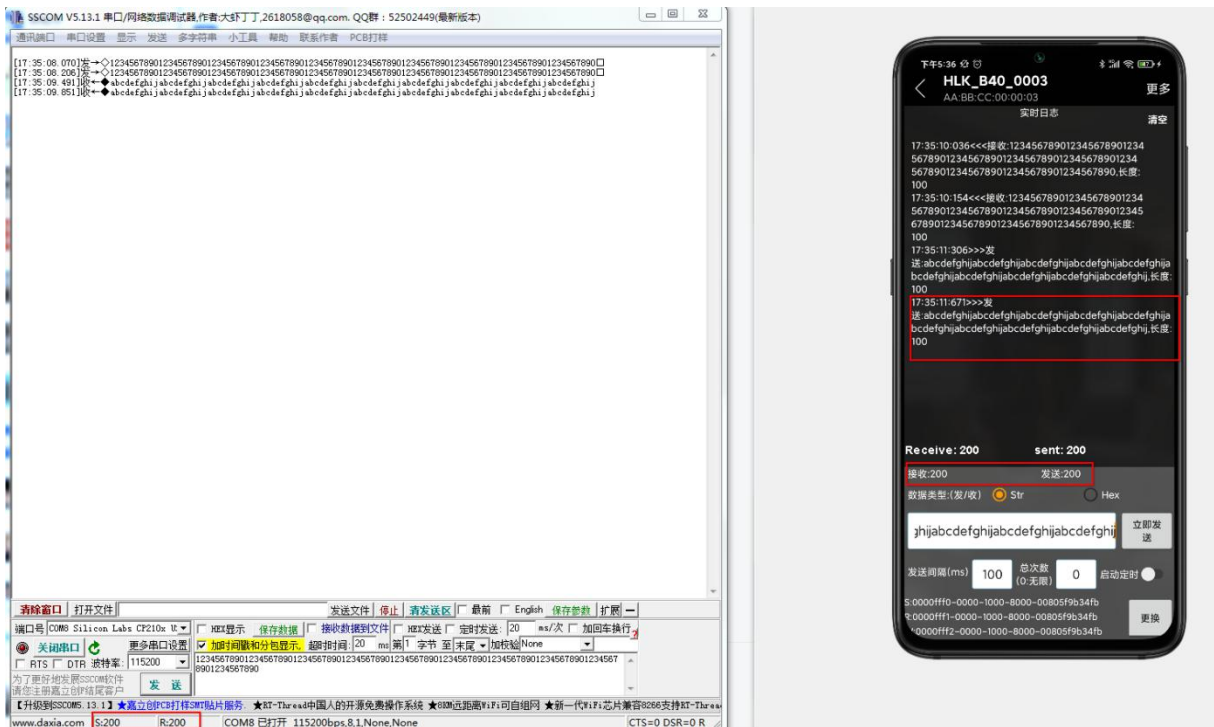 SSCOM V5.13.1 串口/网络数据调试器,作者:大虾丁丁,2618058@qq.com. QQ群：52502449(最新版本)
通讯端口 串口设置 显示 发送 多字符串 小工具 帮助 联系作者 PCB打样
[17:35:08.070]发→◇1234567890123456789012345678901234567890123456789012345678901234567890123456789012345678901234567890□
[17:35:08.206]发→◇1234567890123456789012345678901234567890123456789012345678901234567890123456789012345678901234567890□
[17:35:09.491]收←◆abcdefghijabcdefghijabcdefghijabcdefghijabcdefghijabcdefghijabcdefghijabcdefghijabcdefghijabcdefghij
[17:35:09.851]收←◆abcdefghijabcdefghijabcdefghijabcdefghijabcdefghijabcdefghijabcdefghijabcdefghijabcdefghijabcdefghij
清除窗口 打开文件 发送文件 停止 清发送区 最前 English 保存参数 扩展 —
端口号 COM8 Silicon Labs CP210x HEX显示 保存数据 接收数据到文件 HEX发送 定时发送: 20 ms/次 加回车换行
关闭串口 更多串口设置 加时间戳和分包显示, 超时时间: 20 ms 第1 字节 至 末尾 加校验 None
RTS DTR 波特率: 115200
1234567890123456789012345678901234567890123456789012345678901234567890123456789012345678901234567
8901234567890
为了更好地发展SSCOM软件
请您注册嘉立创F结尾客户
发 送
【升级到SSCOM5.13.1】★嘉立创PCB打样SMT贴片服务. ★RT-Thread中国人的开源免费操作系统 ★8KM远距离WiFi可自组网 ★新一代WiFi芯片兼容8266支持RT-Threa
www.daxia.com S:200 R:200 COM8 已打开 115200bps,8,1,None,None CTS=0 DSR=0 R
下午5:36
HLK_B40_0003
更多
AA:BB:CC:00:00:03
实时日志
清空
17:35:10:036<<<接收:123456789012345678901234
5678901234567890123456789012345678901234
567890123456789012345678901234567890,长度:
100
17:35:10:154<<<接收:123456789012345678901234
56789012345678901234567890123456789012345
67890123456789012345678901234567890,长度:
100
17:35:11:306>>>发
送:abcdefghijabcdefghijabcdefghijabcdefghijabcdefghija
bcdefghijabcdefghijabcdefghijabcdefghijabcdefghij,长度:
100
17:35:11:671>>>发
送:abcdefghijabcdefghijabcdefghijabcdefghijabcdefghija
bcdefghijabcdefghijabcdefghijabcdefghijabcdefghij,长度:
100
Receive: 200 sent: 200
接收:200 发送:200
数据类型:(发/收) Str Hex
ghijabcdefghijabcdefghijabcdefghij
立即发
送
发送间隔(ms) 100 总次数
(0:无限) 0 启动定时
S:0000fff0-0000-1000-8000-00805f9b34fb
R:0000fff1-0000-1000-8000-00805f9b34fb
:0000fff2-0000-1000-8000-00805f9b34fb
更换